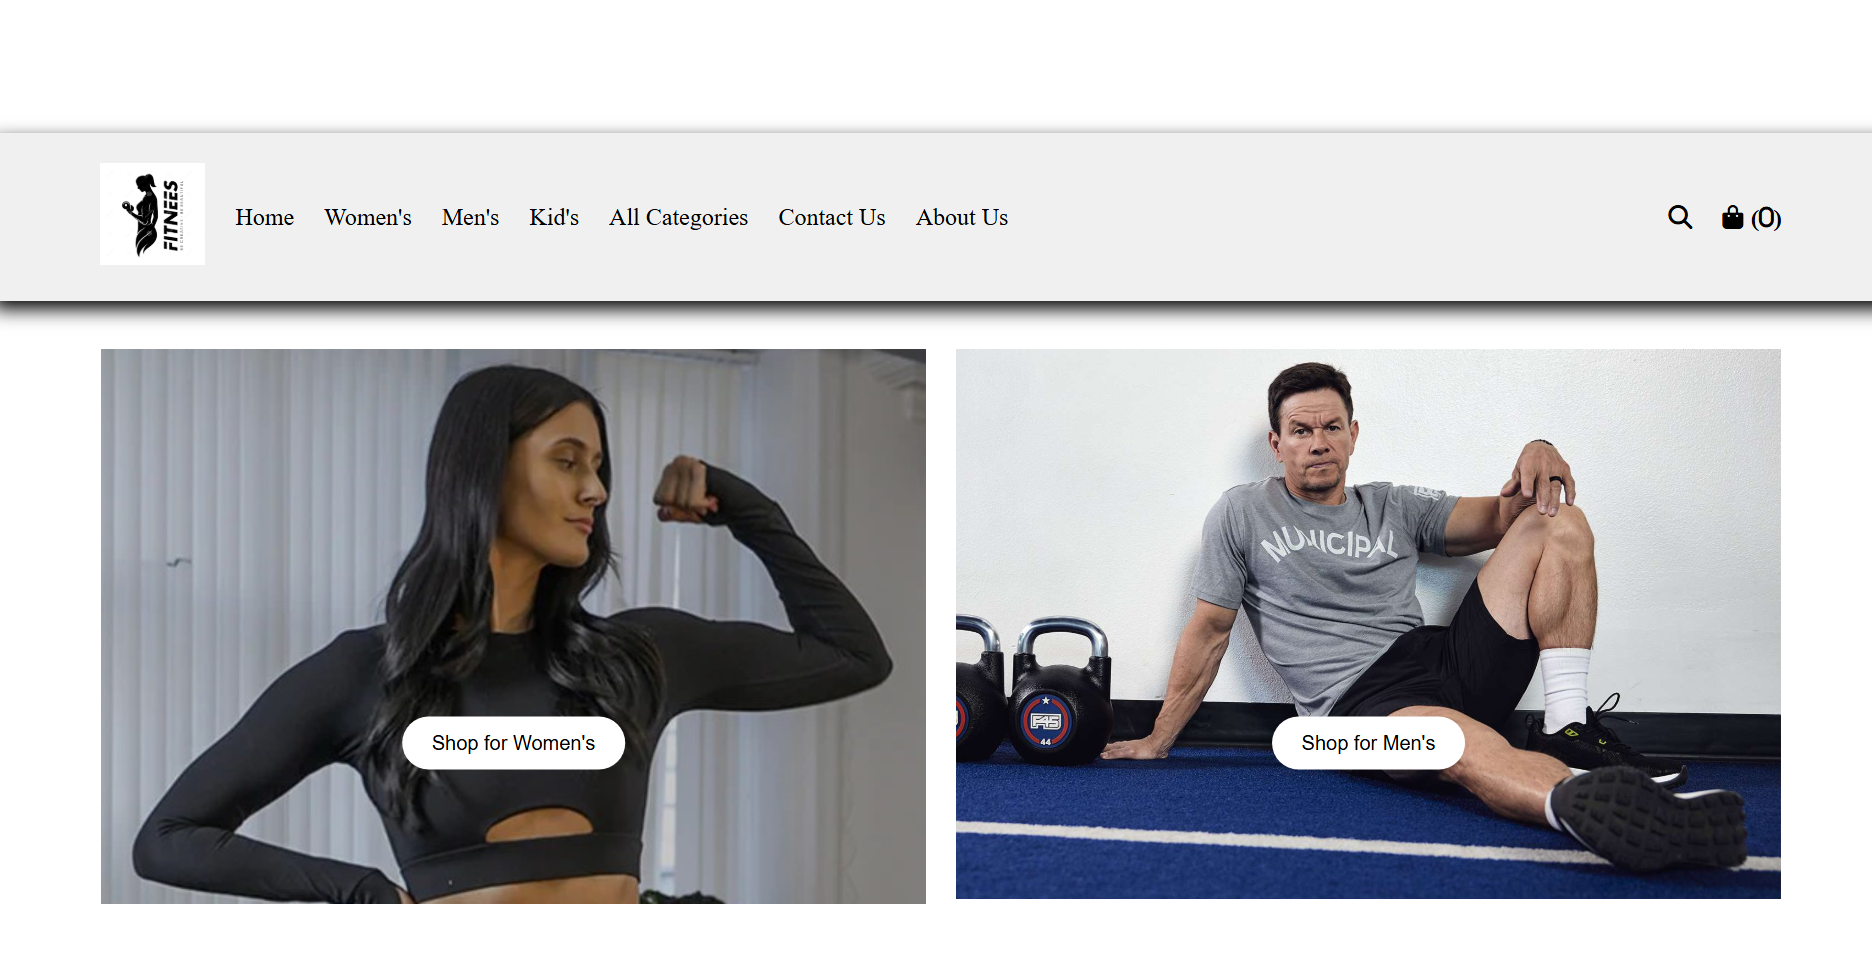 FITNEES
Home Women's Men's Kid's All Categories Contact Us About Us
(0)
MUNICIPAL
F45
44
Shop for Women's
Shop for Men's